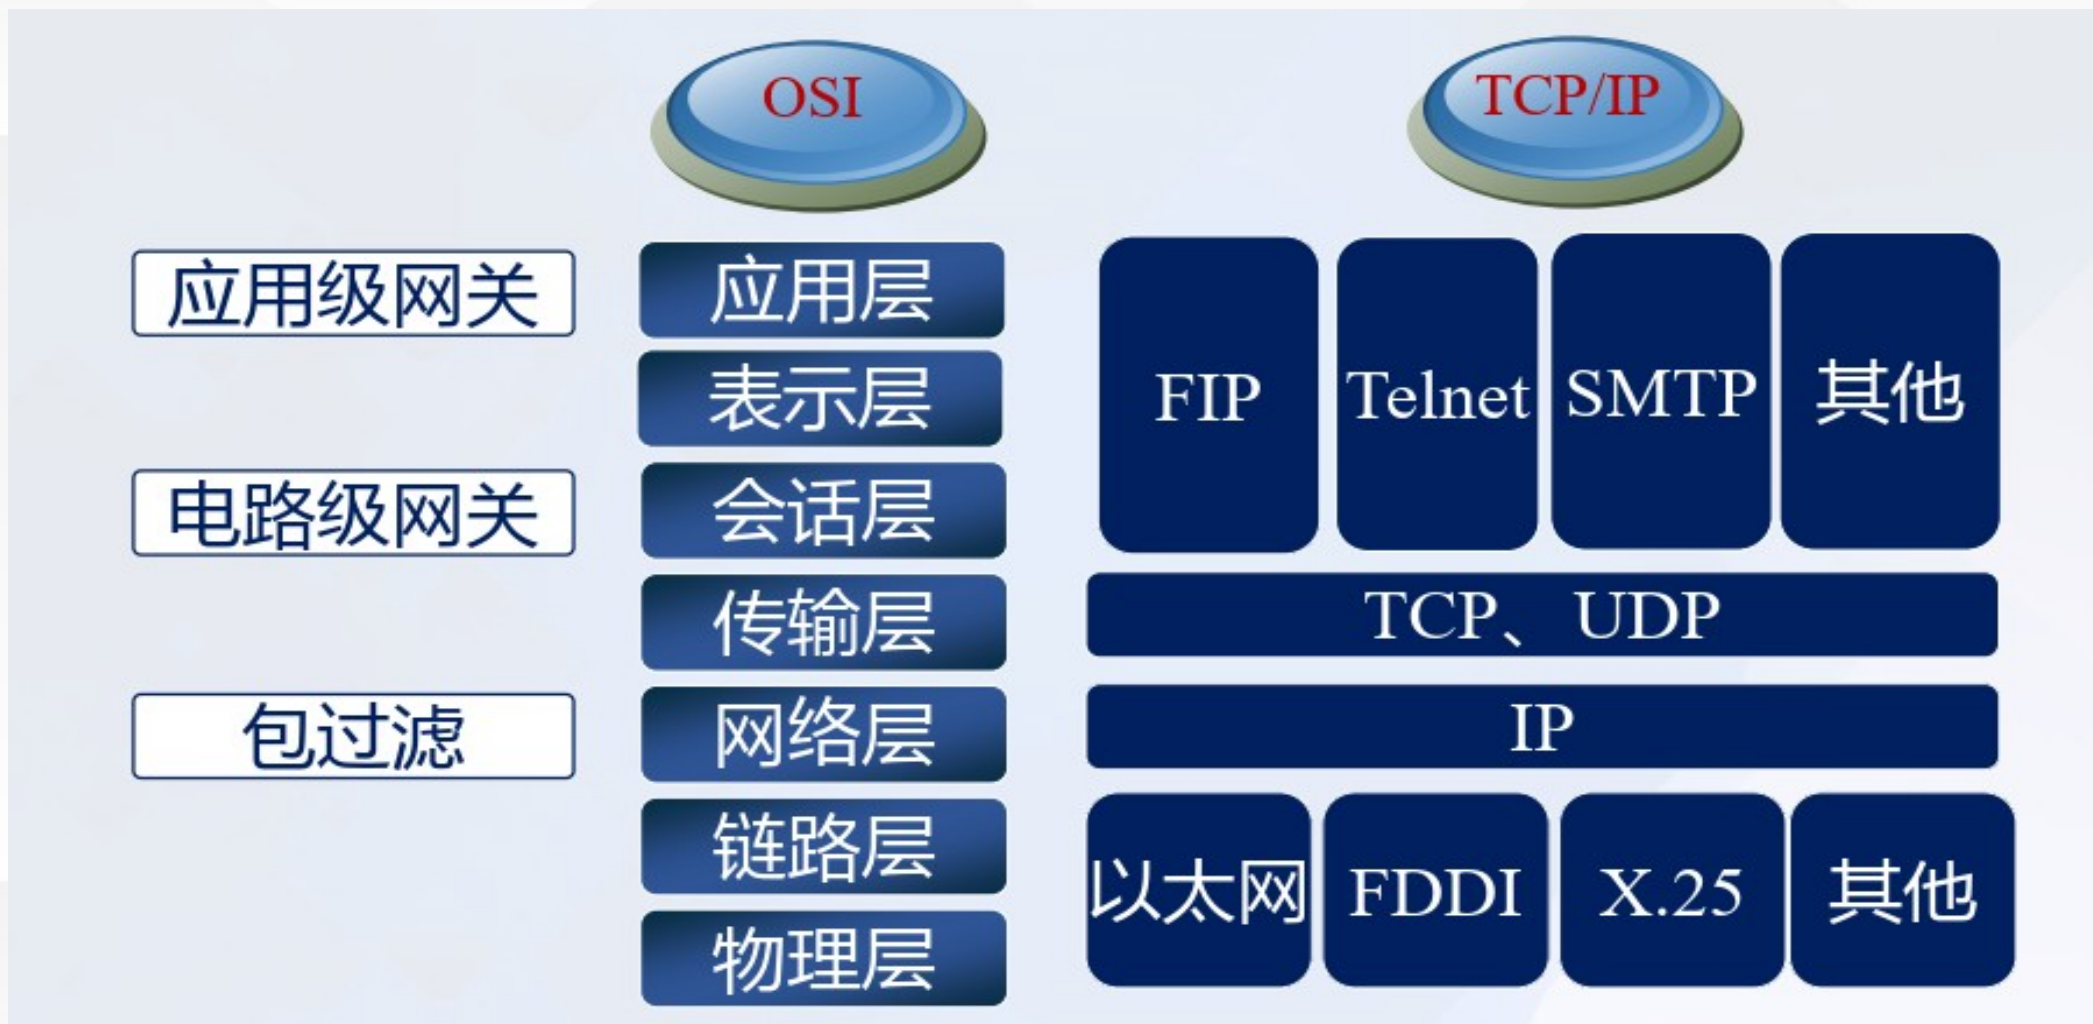 OSI
TCP/IP
应用级网关
电路级网关
包过滤
应用层
表示层
会话层
传输层
网络层
链路层
物理层
FIP
Telnet
SMTP
其他
TCP、UDP
IP
以太网
FDDI
X.25
其他